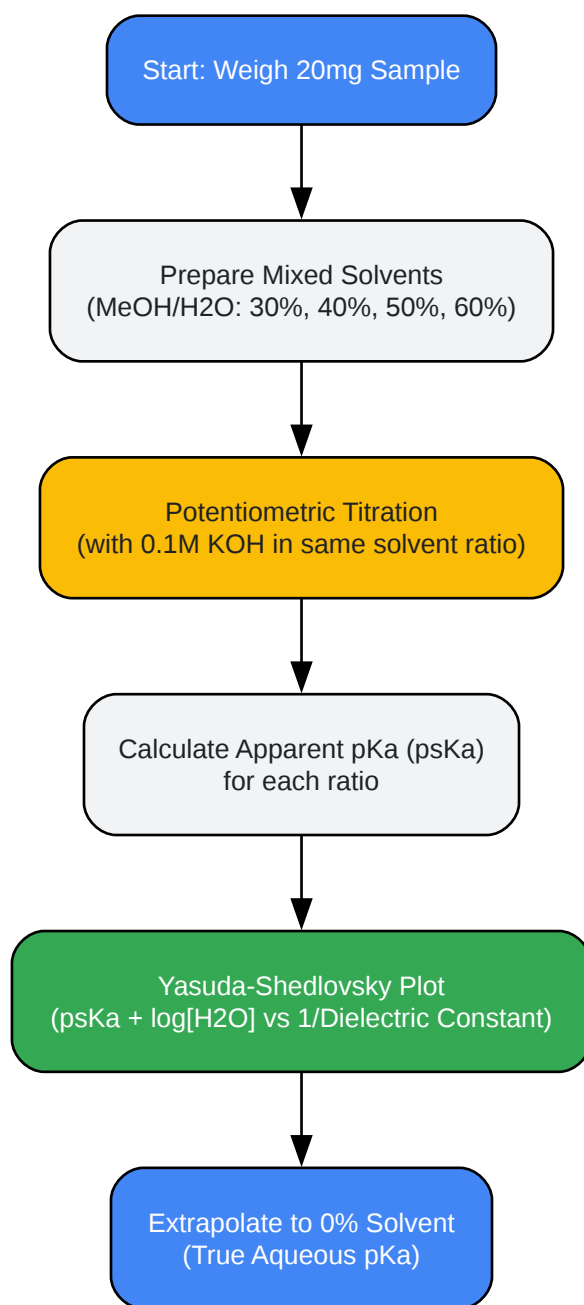 Start: Weigh 20mg Sample
Prepare Mixed Solvents
(MeOH/H2O: 30%, 40%, 50%, 60%)
Potentiometric Titration
(with 0.1M KOH in same solvent ratio)
Calculate Apparent pKa (psKa)
for each ratio
Yasuda-Shedlovsky Plot
(psKa + log[H2O] vs 1/Dielectric Constant)
Extrapolate to 0% Solvent
(True Aqueous pKa)